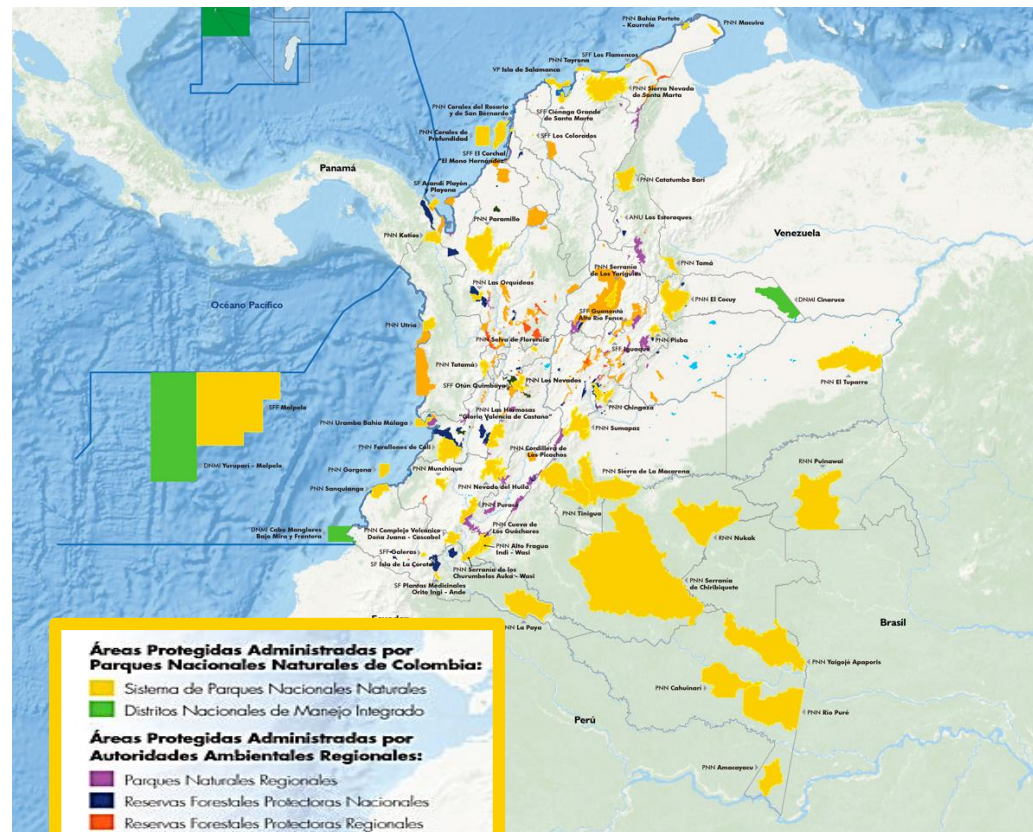 PNN Bahía Portete
- Kaurrele
PNN Macuira
SFF Los Flamencos
PNN Tayrona
VP Isla de Salamanca
PNN Sierra Nevada
de Santa Marta
PNN Corales del Rosario
y de San Bernardo
SFF Ciénaga Grande
de Santa Marta
PNN Corales de
Profundidad
SFF Los Colorados
SFF El Corchal
"El Mono Hernández"
Panamá
SF Acandí Playón
y Playona
PNN Catatumbo Barí
PNN Paramillo
ANU Los Estoraques
PNN Katíos
Venezuela
PNN Tamá
PNN Serranía
de Los Yariguíes
PNN Las Orquídeas
PNN El Cocuy
DNMI Cinaruco
Océano Pacífico
SFF Guanentá
Alto Río Fonce
PNN Utría
PNN Selva de Florencia
PNN Pisba
SFF Iguaque
PNN Tatamá
PNN El Tuparro
SFF Otún Quimbaya
PNN Los Nevados
SFF Malpelo
PNN Las Hermosas
"Gloria Valencia de Castaño"
PNN Chingaza
PNN Uramba Bahía Málaga
PNN Sumapaz
PNN Farallones de Cali
PNN Cordillera de
Los Picachos
RNN Puinawai
DNMI Yuruparí - Malpelo
PNN Gorgona
PNN Munchique
PNN Sierra de La Macarena
PNN Nevado del Huila
PNN Sanquianga
PNN Puracé
PNN Tinigua
DNMI Cabo Manglares
Bajo Mira y Frontera
PNN Complejo Volcánico
Doña Juana - Cascabel
PNN Cueva de
Los Guácharos
RNN Nukak
PNN Alto Fragua
Indi - Wasi
SFF Galeras
SF Isla de La Corota
PNN Serranía de los
Churumbelos Auka - Wasi
PNN Serranía
de Chiribiquete
SF Plantas Medicinales
Orito Ingi - Ande
PNN La Paya
Brasil
PNN Yaigojé Apaporis
PNN Cahuinarí
PNN Río Puré
Perú
PNN Amacayacu
Áreas Protegidas Administradas por
Parques Nacionales Naturales de Colombia:
Sistema de Parques Nacionales Naturales
Distritos Nacionales de Manejo Integrado
Áreas Protegidas Administradas por
Autoridades Ambientales Regionales:
Parques Naturales Regionales
Reservas Forestales Protectoras Nacionales
Reservas Forestales Protectoras Regionales